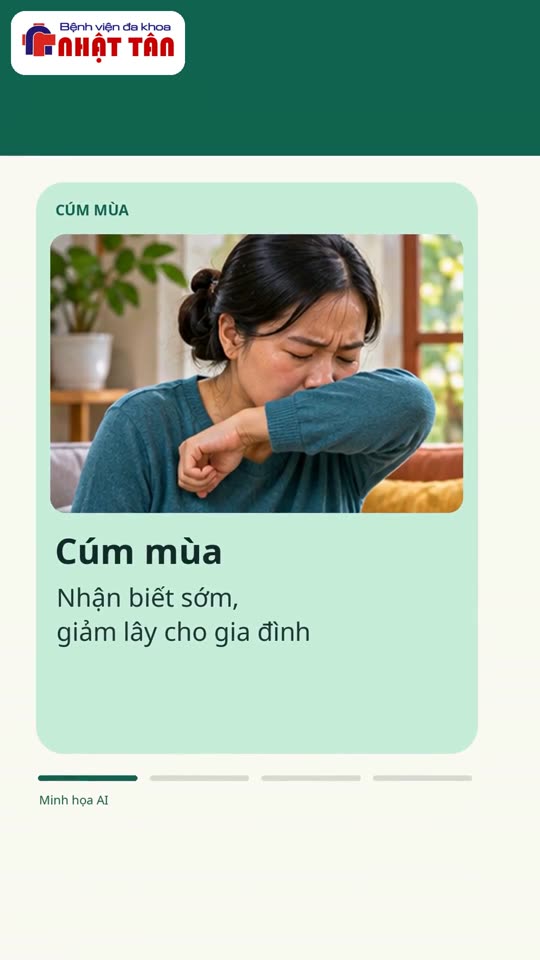 Bệnh viện đa khoa
NHẬT TÂN
CÚM MÙA
Cúm mùa
Nhận biết sớm,
giảm lây cho gia đình
Minh họa AI